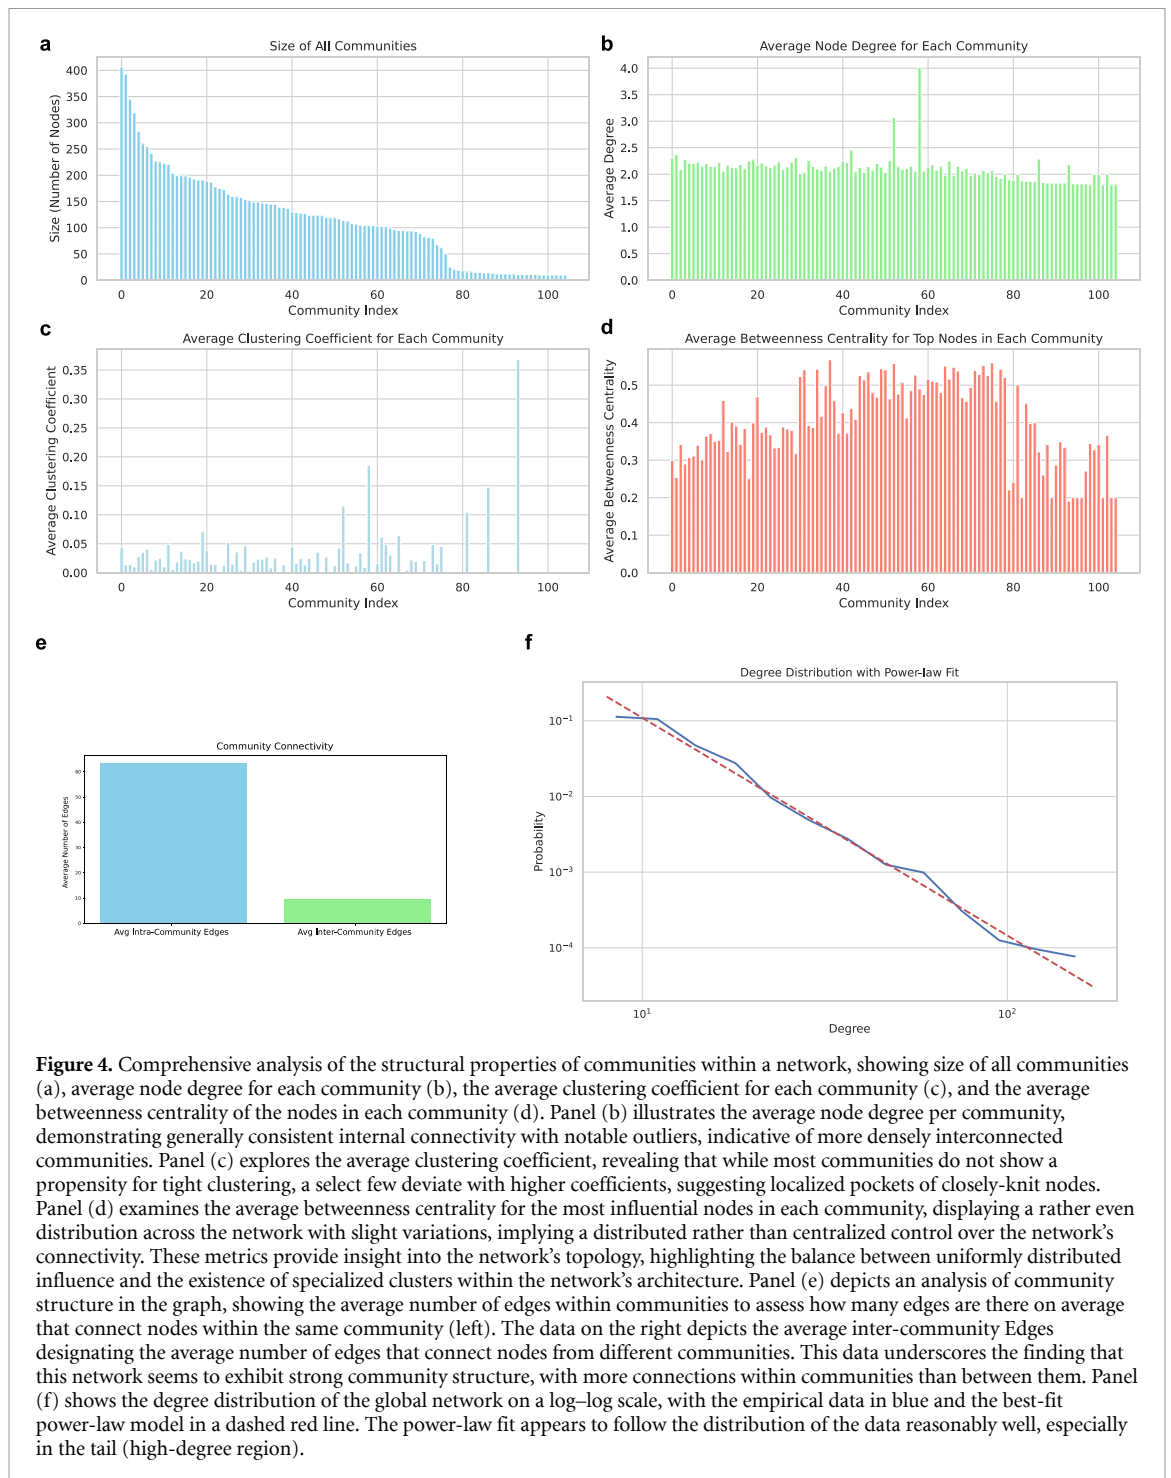 a
Size of All Communities
400
350
300
250
200
150
100
50
0
Size (Number of Nodes)
0 20 40 60 80 100
Community Index
b
Average Node Degree for Each Community
4.0
3.5
3.0
2.5
2.0
1.5
1.0
0.5
0.0
Average Degree
0 20 40 60 80 100
Community Index
c
Average Clustering Coefficient for Each Community
0.35
0.30
0.25
0.20
0.15
0.10
0.05
0.00
Average Clustering Coefficient
0 20 40 60 80 100
Community Index
d
Average Betweenness Centrality for Top Nodes in Each Community
0.5
0.4
0.3
0.2
0.1
0.0
Average Betweenness Centrality
0 20 40 60 80 100
Community Index
e
Community Connectivity
60
50
40
30
20
10
0
Average Number of Edges
Avg Intra-Community Edges Avg Inter-Community Edges
f
Degree Distribution with Power-law Fit
10⁻¹
10⁻²
10⁻³
10⁻⁴
Probability
10¹ 10²
Degree
Figure 4. Comprehensive analysis of the structural properties of communities within a network, showing size of all communities
(a), average node degree for each community (b), the average clustering coefficient for each community (c), and the average
betweenness centrality of the nodes in each community (d). Panel (b) illustrates the average node degree per community,
demonstrating generally consistent internal connectivity with notable outliers, indicative of more densely interconnected
communities. Panel (c) explores the average clustering coefficient, revealing that while most communities do not show a
propensity for tight clustering, a select few deviate with higher coefficients, suggesting localized pockets of closely-knit nodes.
Panel (d) examines the average betweenness centrality for the most influential nodes in each community, displaying a rather even
distribution across the network with slight variations, implying a distributed rather than centralized control over the network's
connectivity. These metrics provide insight into the network's topology, highlighting the balance between uniformly distributed
influence and the existence of specialized clusters within the network's architecture. Panel (e) depicts an analysis of community
structure in the graph, showing the average number of edges within communities to assess how many edges are there on average
that connect nodes within the same community (left). The data on the right depicts the average inter-community Edges
designating the average number of edges that connect nodes from different communities. This data underscores the finding that
this network seems to exhibit strong community structure, with more connections within communities than between them. Panel
(f) shows the degree distribution of the global network on a log–log scale, with the empirical data in blue and the best-fit
power-law model in a dashed red line. The power-law fit appears to follow the distribution of the data reasonably well, especially
in the tail (high-degree region).